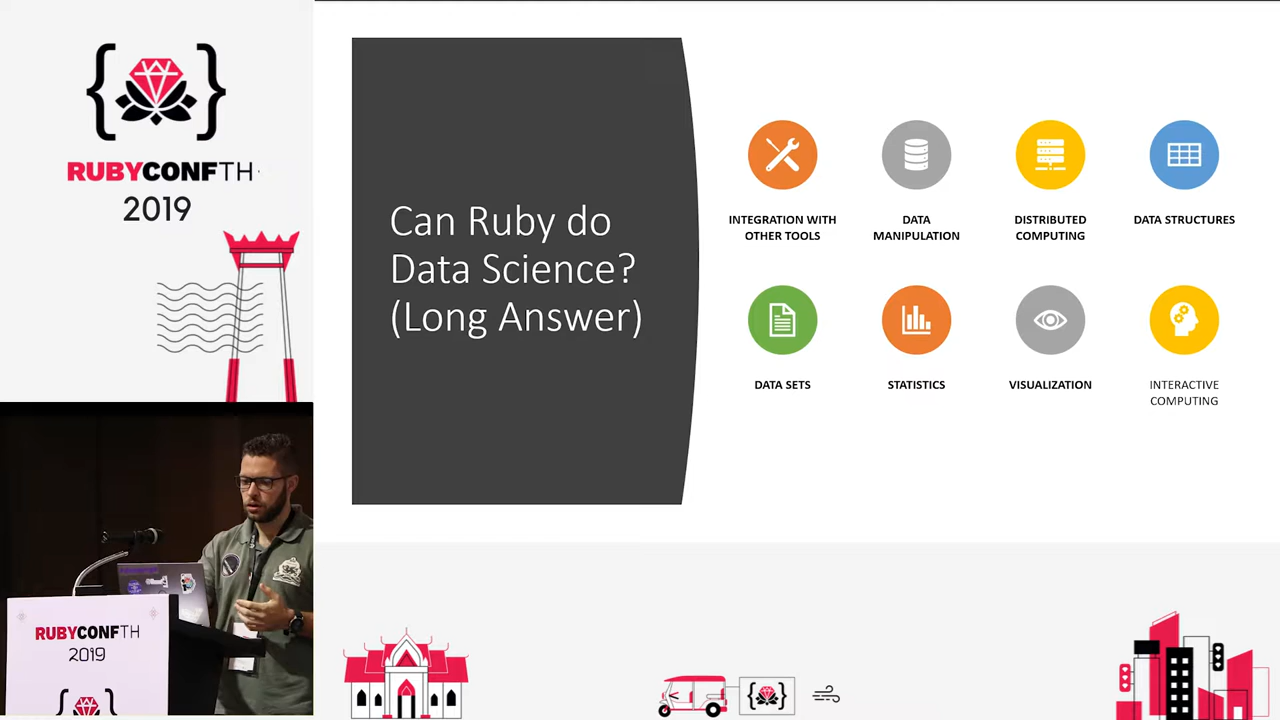 RUBYCONFTH
2019
Can Ruby do
Data Science?
(Long Answer)
INTEGRATION WITH
OTHER TOOLS
DATA
MANIPULATION
DISTRIBUTED
COMPUTING
DATA STRUCTURES
DATA SETS
STATISTICS
VISUALIZATION
INTERACTIVE
COMPUTING
RUBYCONFTH
2019